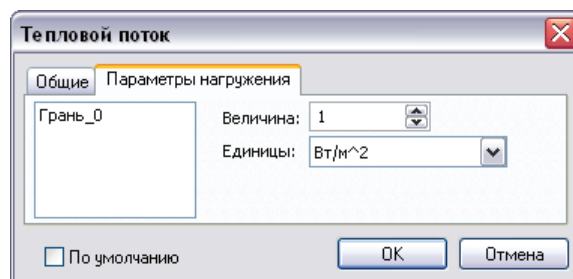 Тепловой поток
Общие Параметры нагружения
Грань_0
Величина: 1
Единицы: Вт/м^2
По умолчанию OK Отмена